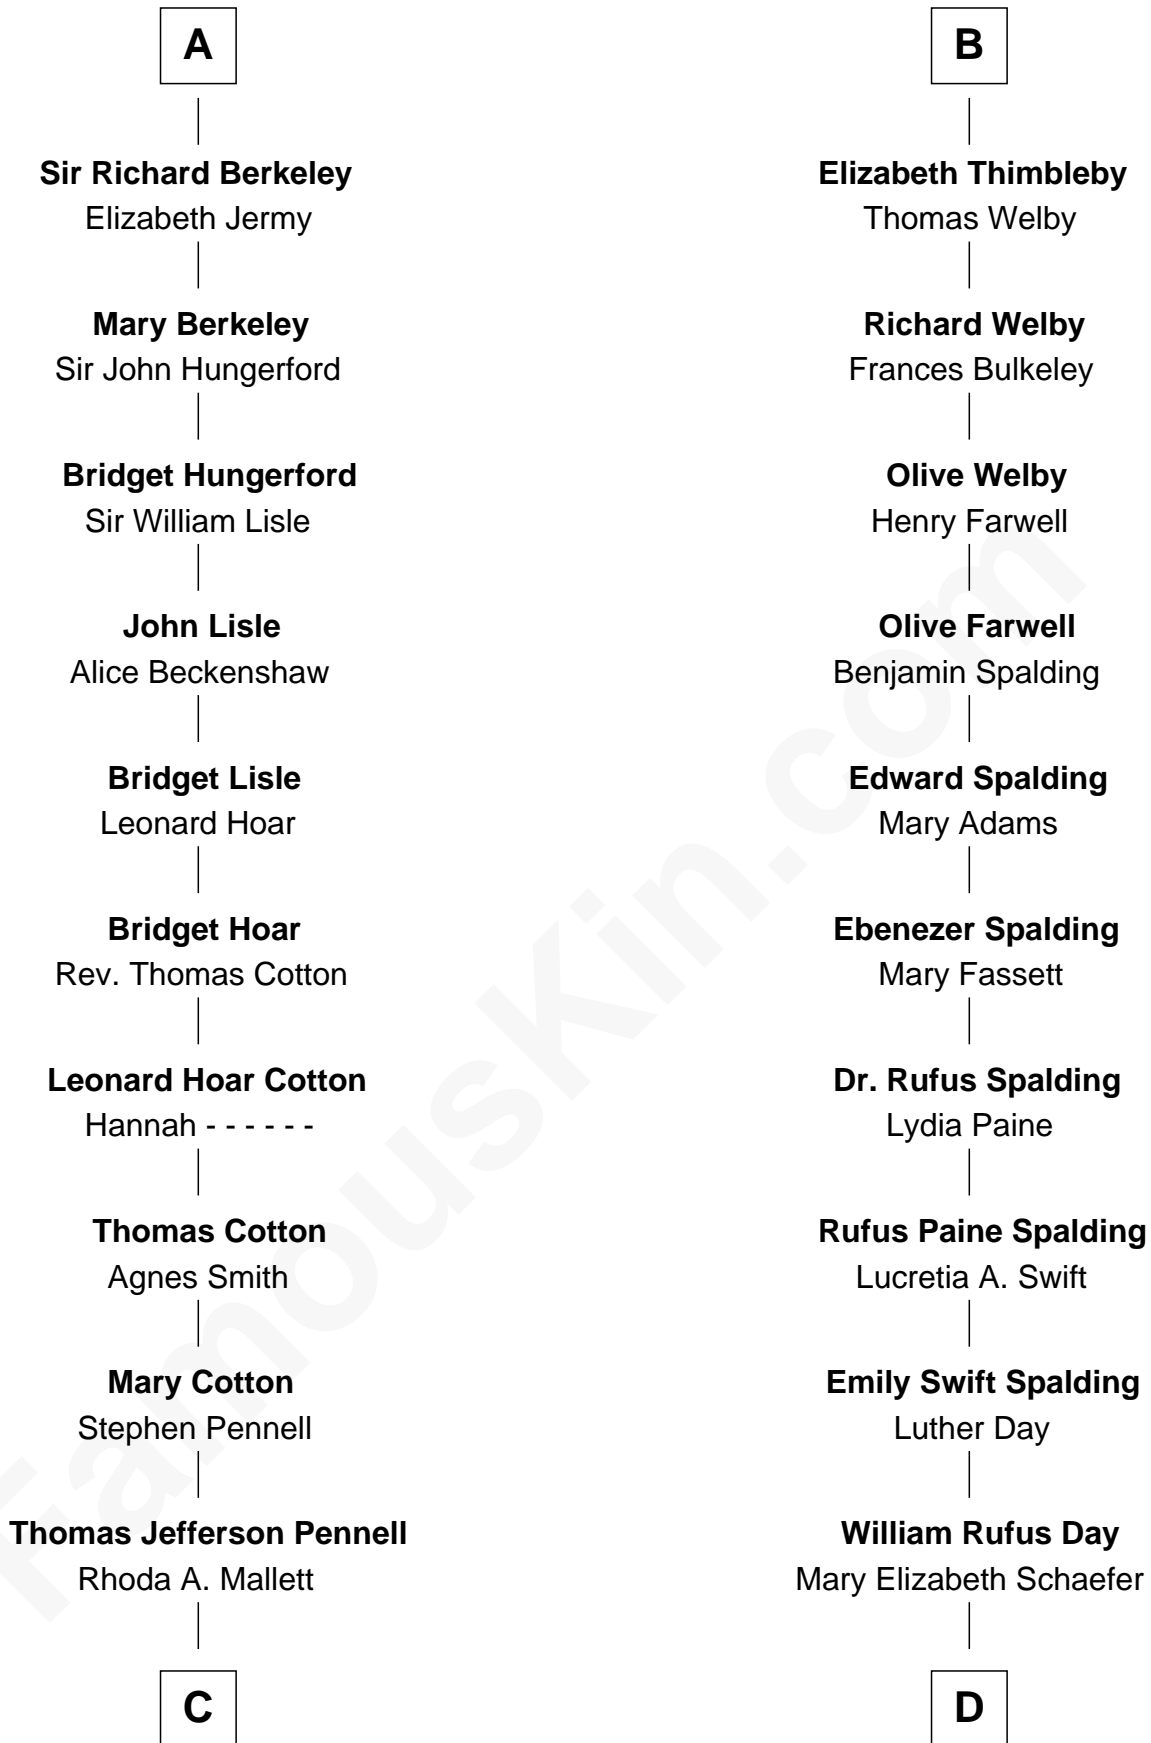 A
Sir Richard Berkeley
Elizabeth Jermy
Mary Berkeley
Sir John Hungerford
Bridget Hungerford
Sir William Lisle
John Lisle
Alice Beckenshaw
Bridget Lisle
Leonard Hoar
Bridget Hoar
Rev. Thomas Cotton
Leonard Hoar Cotton
Hannah - - - - - -
Thomas Cotton
Agnes Smith
Mary Cotton
Stephen Pennell
Thomas Jefferson Pennell
Rhoda A. Mallett
C
B
Elizabeth Thimbleby
Thomas Welby
Richard Welby
Frances Bulkeley
Olive Welby
Henry Farwell
Olive Farwell
Benjamin Spalding
Edward Spalding
Mary Adams
Ebenezer Spalding
Mary Fassett
Dr. Rufus Spalding
Lydia Paine
Rufus Paine Spalding
Lucretia A. Swift
Emily Swift Spalding
Luther Day
William Rufus Day
Mary Elizabeth Schaefer
D
FamousKin.com